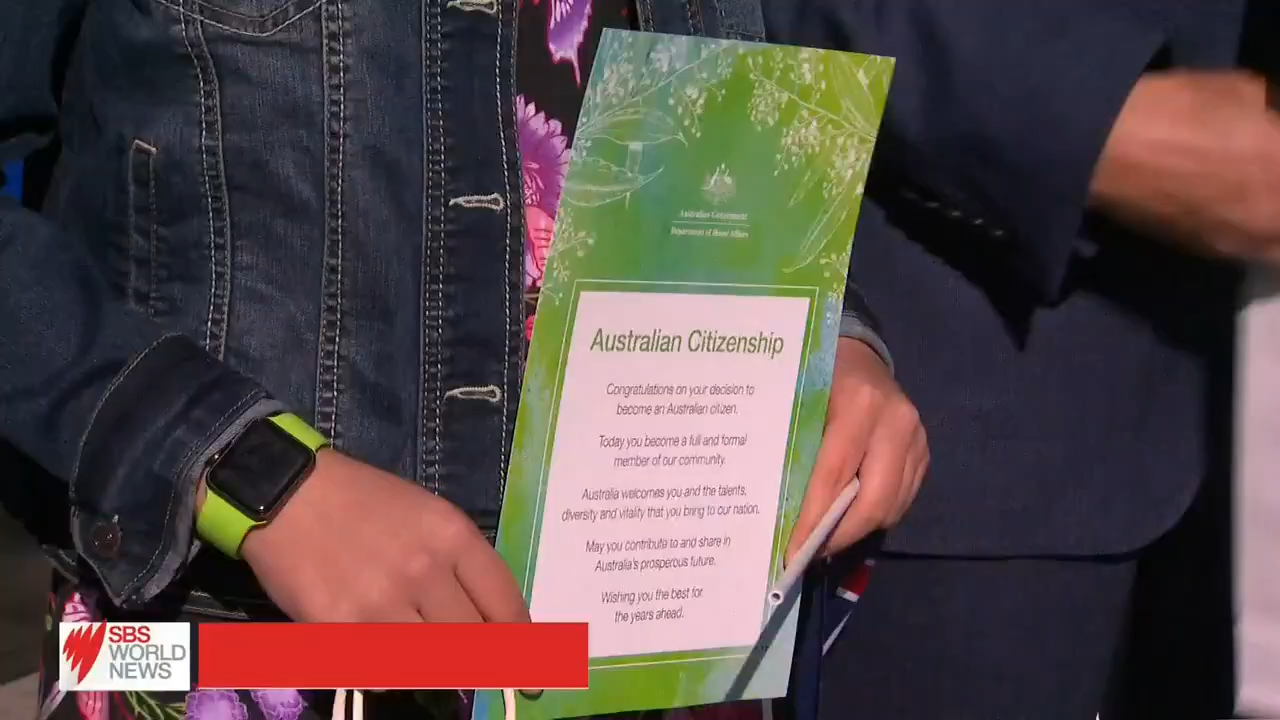 Australian Government
Department of Home Affairs
Australian Citizenship
Congratulations on your decision to
become an Australian citizen.
Today you become a full and formal
member of our community.
Australia welcomes you and the talents,
diversity and vitality that you bring to our nation.
May you contribute to and share in
Australia's prosperous future.
Wishing you the best for
the years ahead.
SBS
WORLD
NEWS